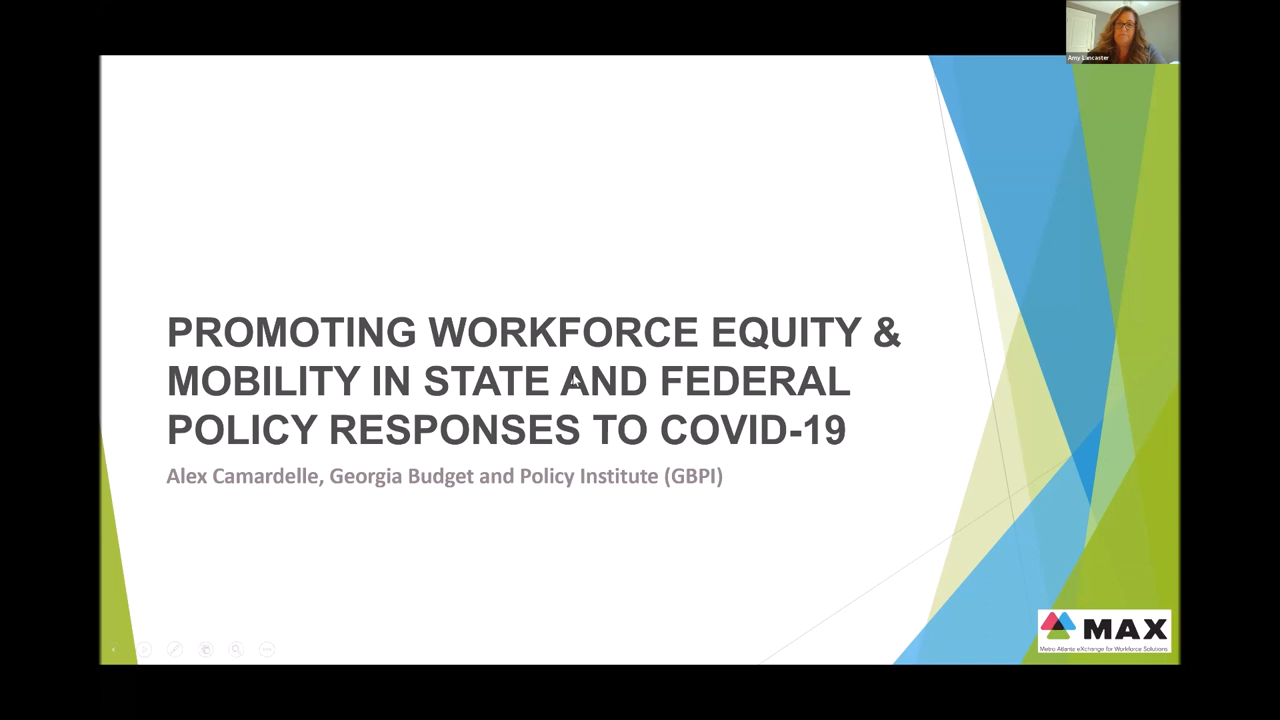 Amy Lancaster
PROMOTING WORKFORCE EQUITY &
MOBILITY IN STATE AND FEDERAL
POLICY RESPONSES TO COVID-19
Alex Camardelle, Georgia Budget and Policy Institute (GBPI)
MAX
Metro Atlanta eXchange for Workforce Solutions